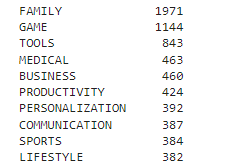 FAMILY 1971
GAME 1144
TOOLS 843
MEDICAL 463
BUSINESS 460
PRODUCTIVITY 424
PERSONALIZATION 392
COMMUNICATION 387
SPORTS 384
LIFESTYLE 382